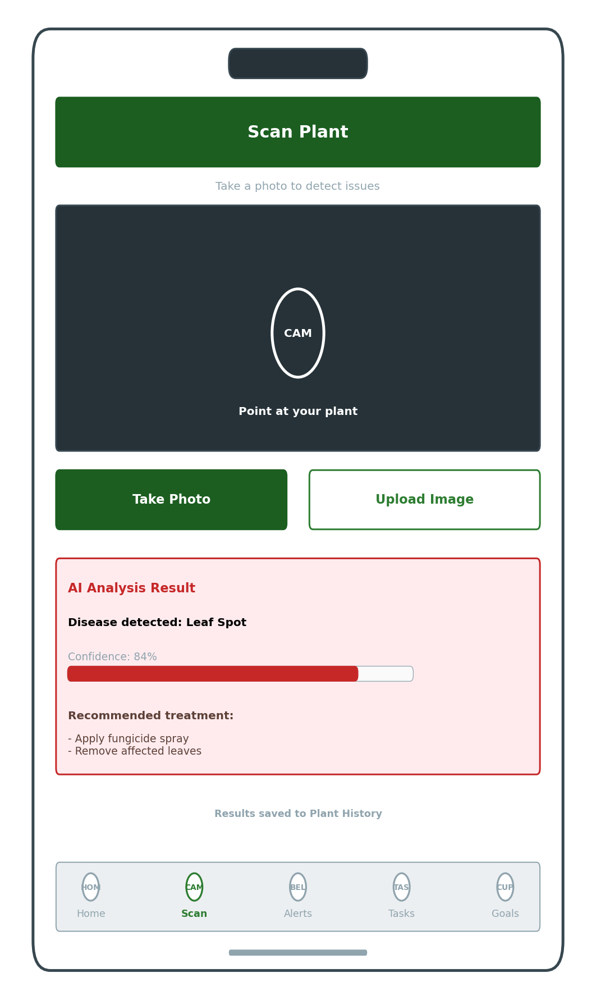 Scan Plant
Take a photo to detect issues
CAM
Point at your plant
Take Photo
Upload Image
AI Analysis Result
Disease detected: Leaf Spot
Confidence: 84%
Recommended treatment:
- Apply fungicide spray
- Remove affected leaves
Results saved to Plant History
HOM
CAM
BEL
TAS
CUP
Home
Scan
Alerts
Tasks
Goals